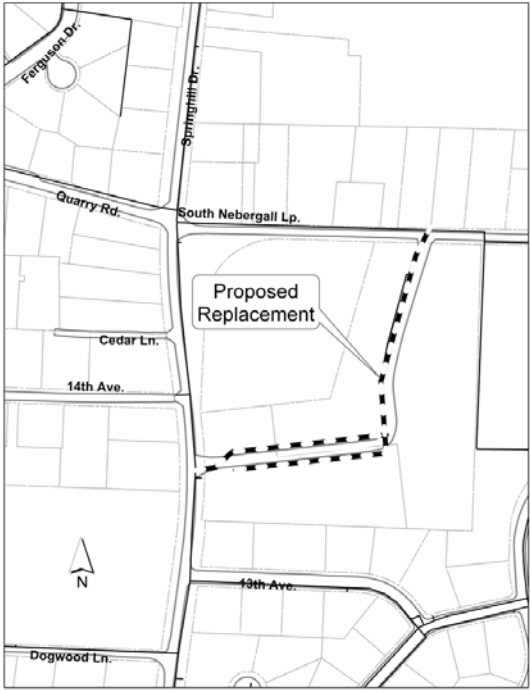 Ferguson Dr.
Springhill Dr.
Quarry Rd.
South Nebergall Lp.
Proposed
Replacement
Cedar Ln.
14th Ave.
N
13th Ave.
Dogwood Ln.